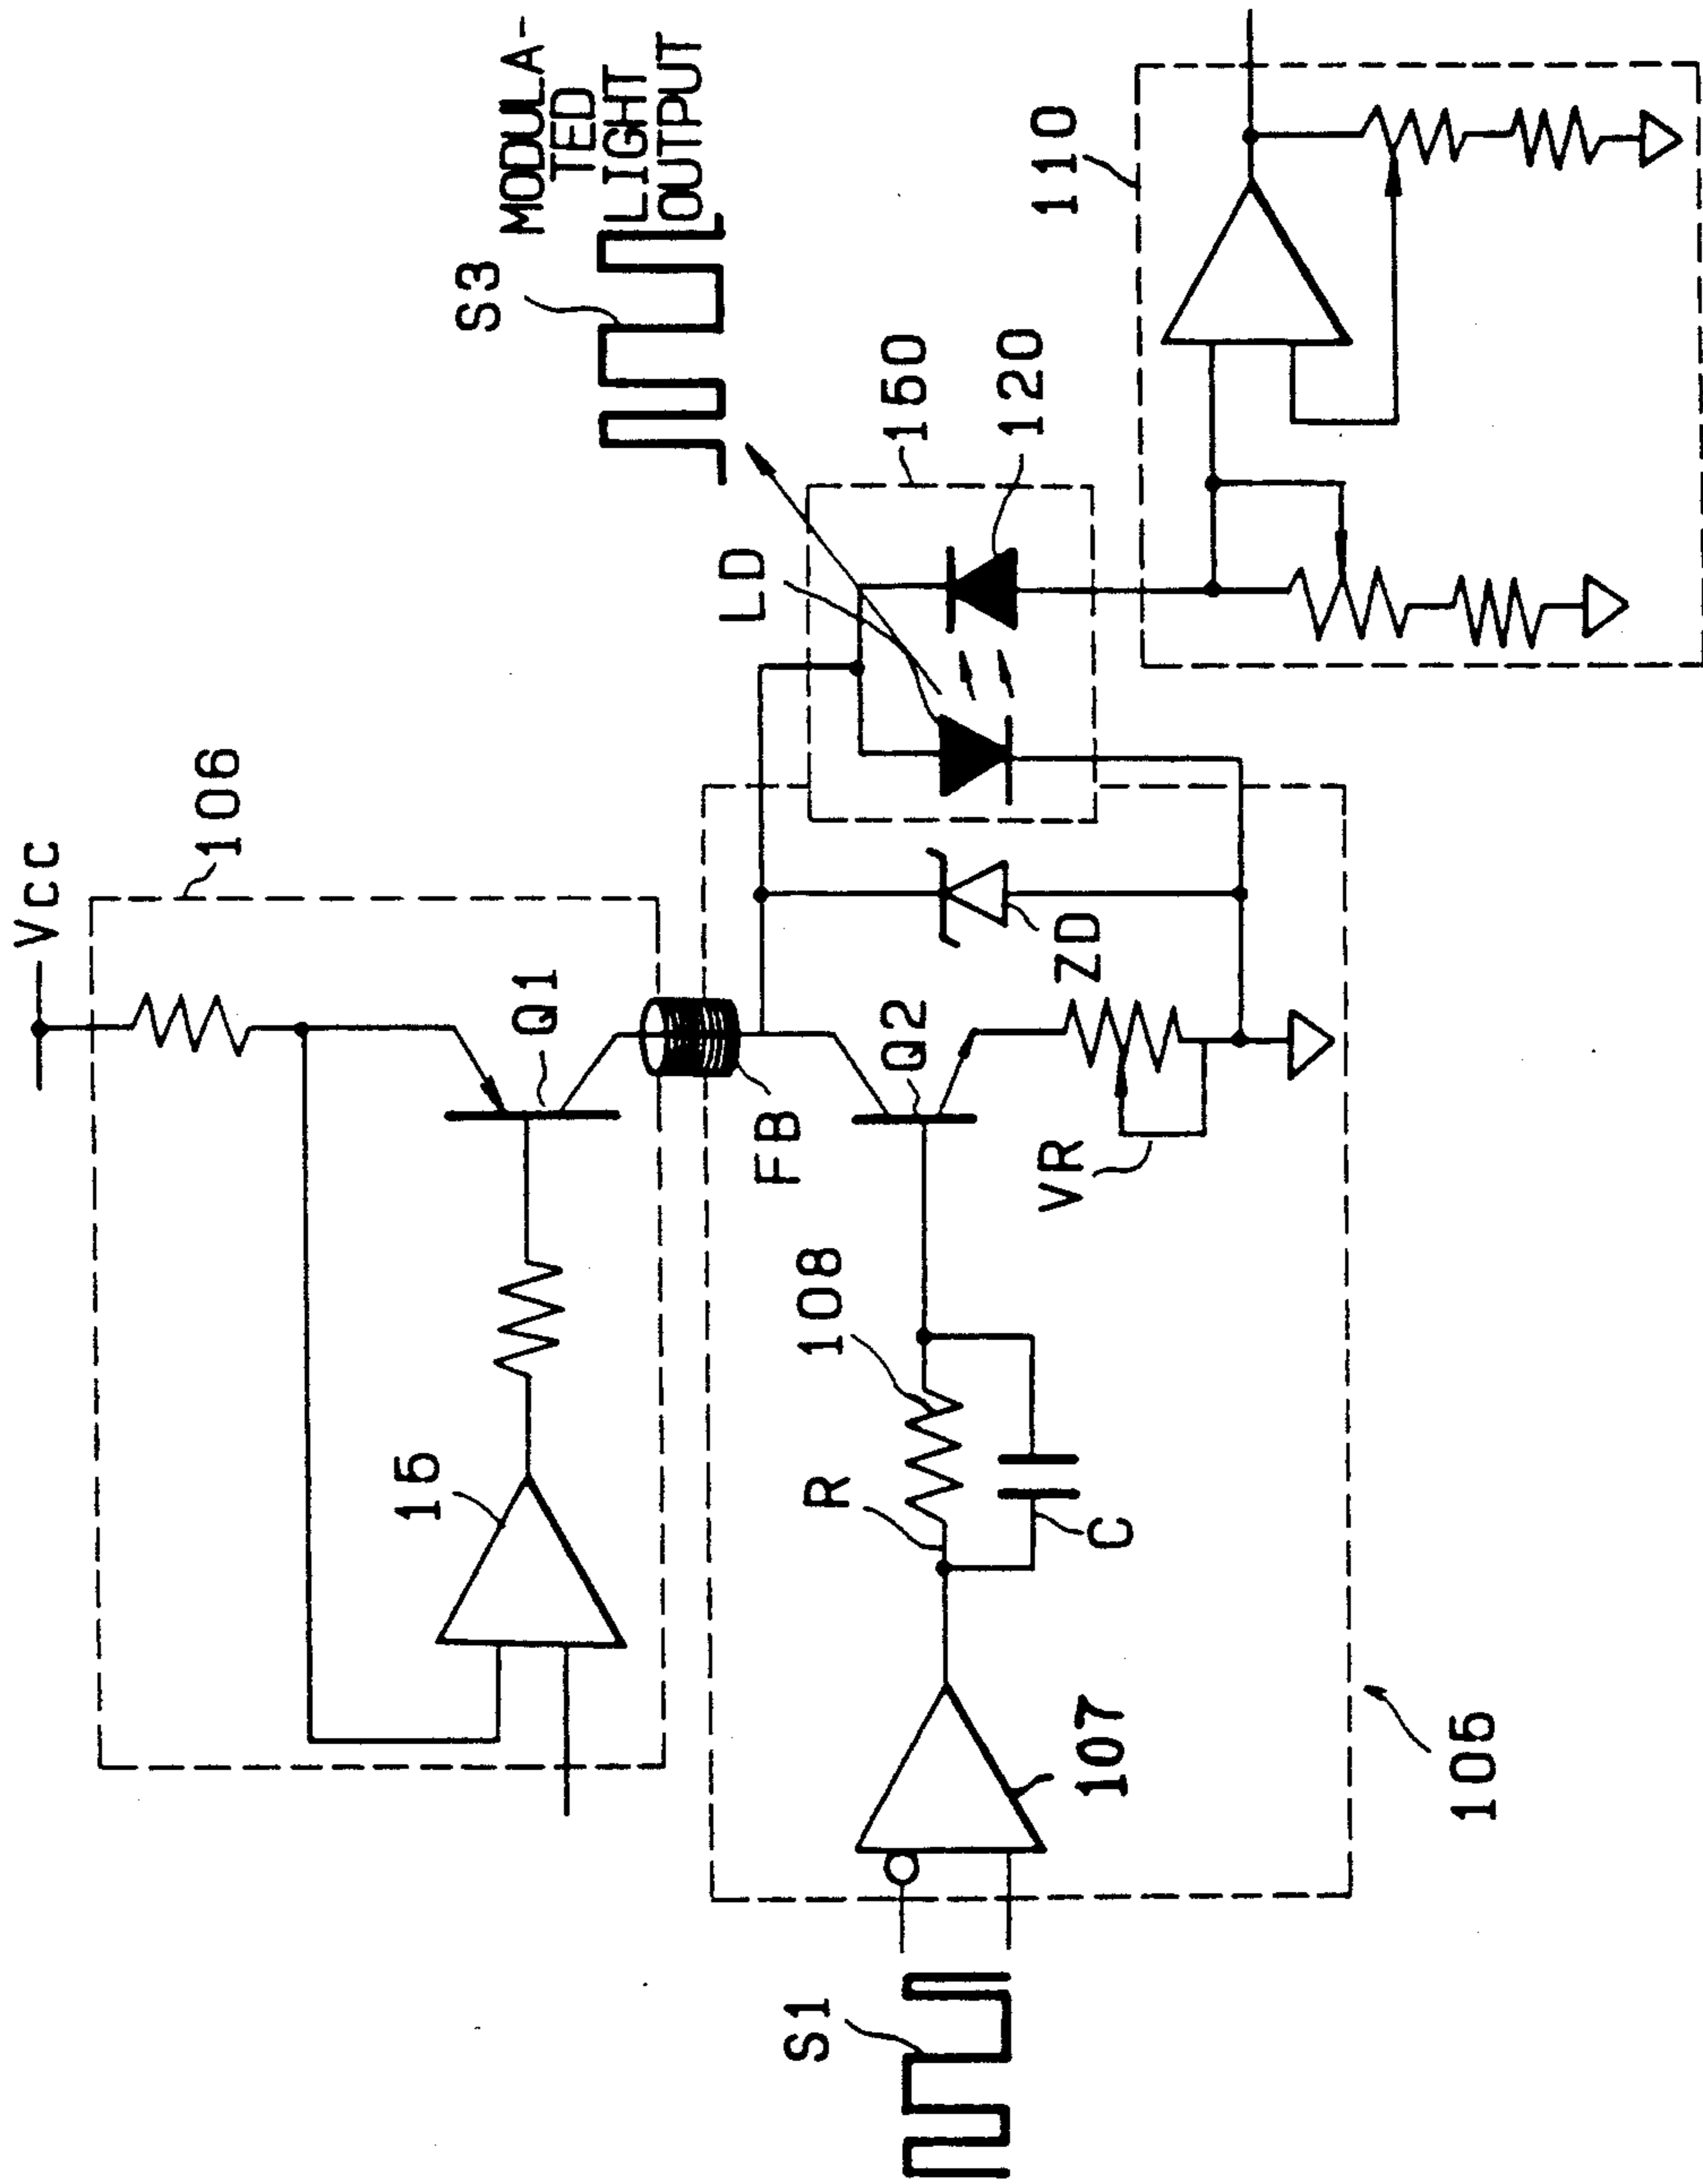 Vcc
106
Q1
15
FB
S3
MODULA-
TED
LIGHT
OUTPUT
LD
150
120
S1
R
108
Q2
C
VR
ZD
110
107
105